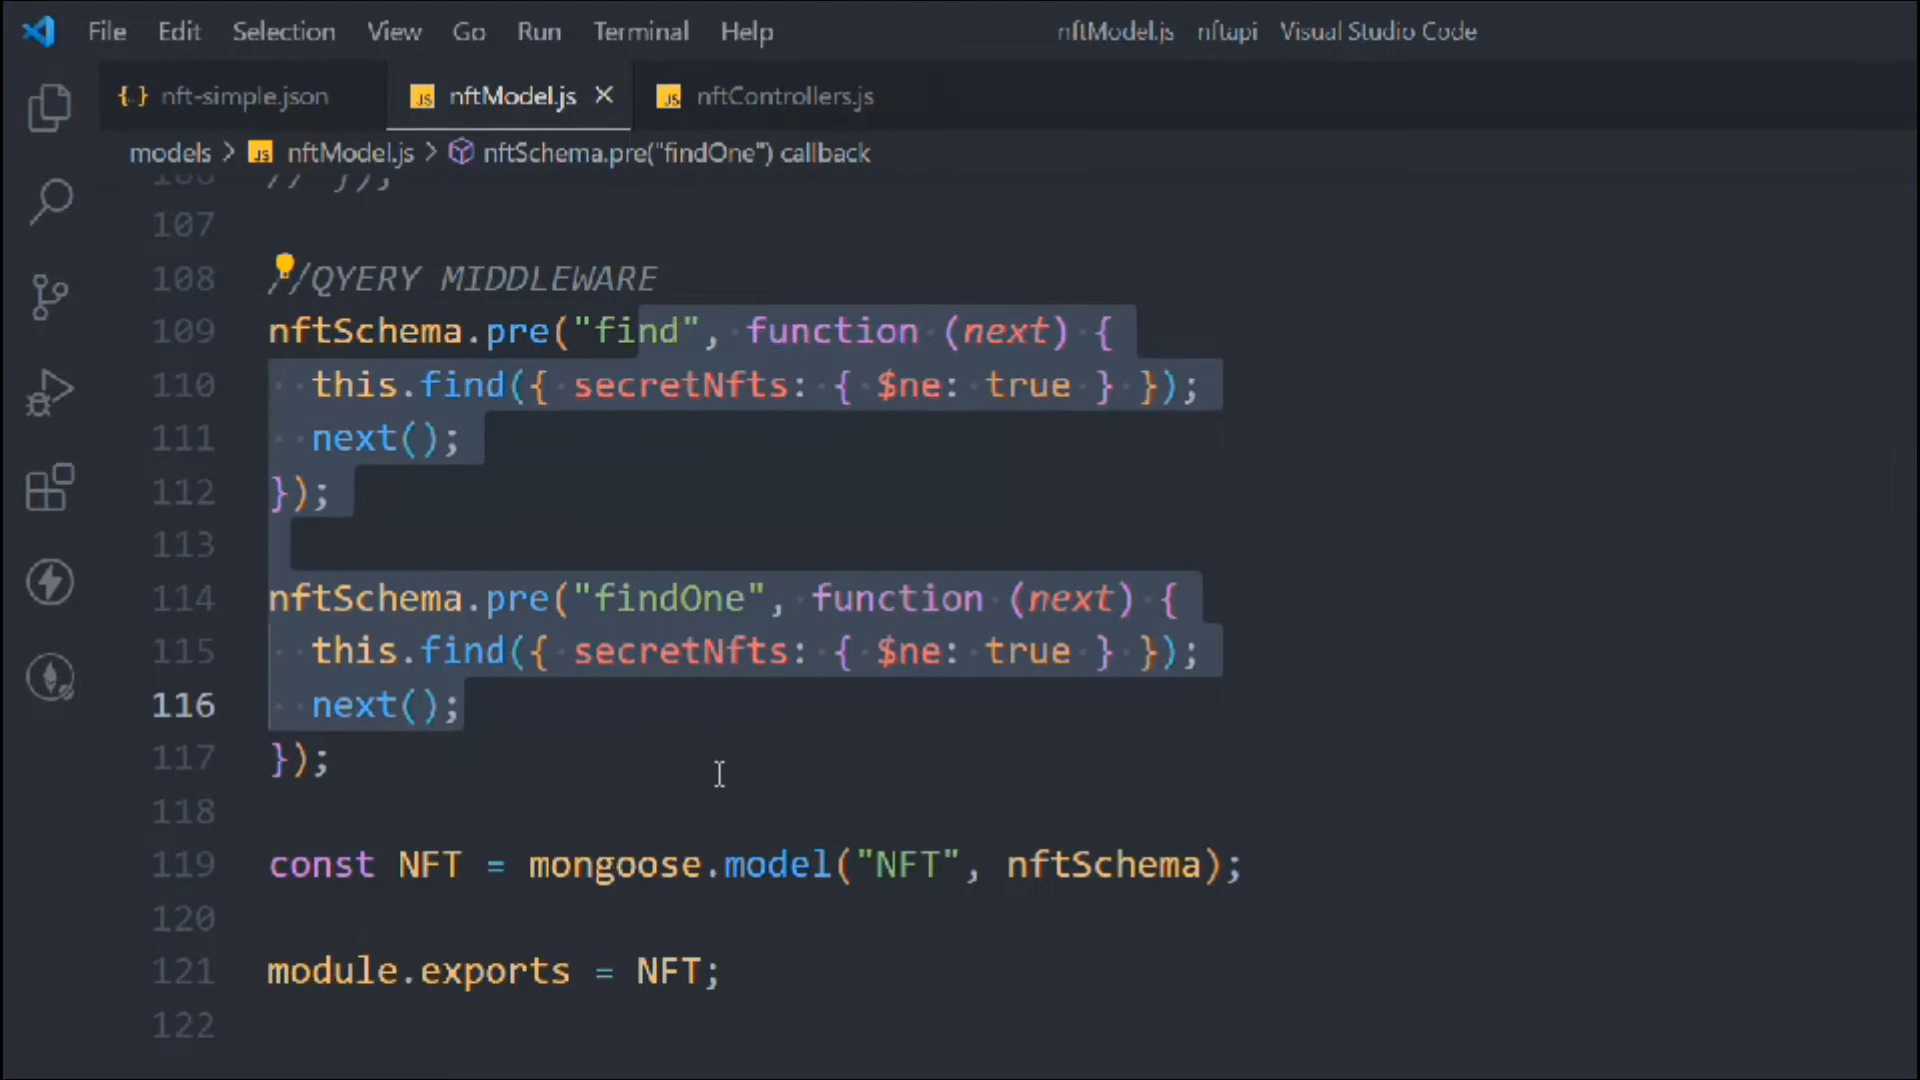 File Edit Selection View Go Run Terminal Help nftModel.js nftapi Visual Studio Code
{..} nft-simple.json JS nftModel.js × JS nftControllers.js
models > JS nftModel.js > nftSchema.pre("findOne") callback
106 // });
107
108 //QYERY MIDDLEWARE
109 nftSchema.pre("find", function (next) {
110 this.find({ secretNfts: { $ne: true } });
111 next();
112 });
113
114 nftSchema.pre("findOne", function (next) {
115 this.find({ secretNfts: { $ne: true } });
116 next();
117 });
118
119 const NFT = mongoose.model("NFT", nftSchema);
120
121 module.exports = NFT;
122